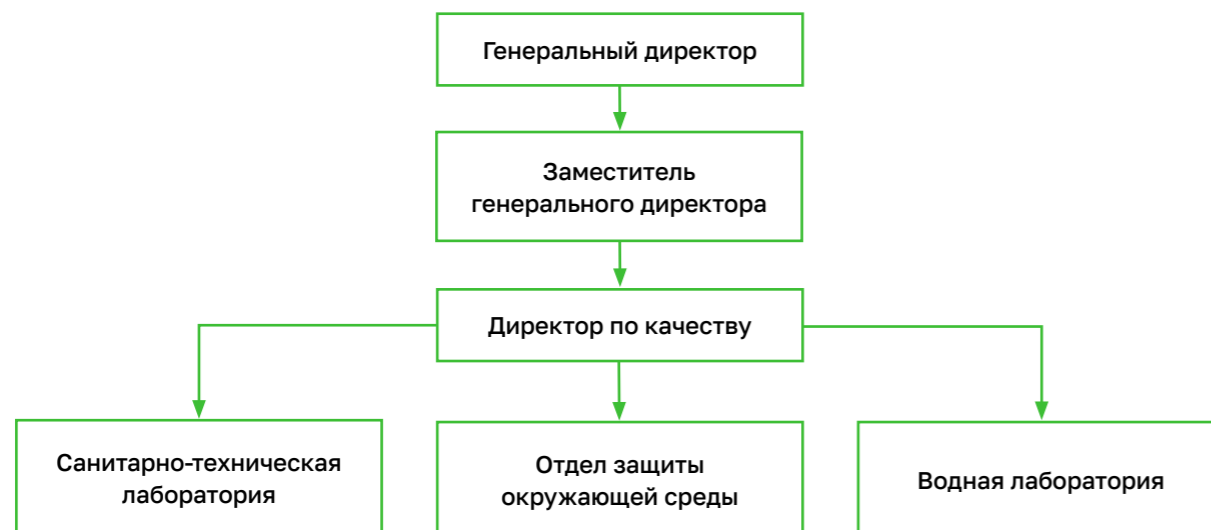 Генеральный директор
Заместитель
генерального директора
Директор по качеству
Санитарно-техническая
лаборатория
Отдел защиты
окружающей среды
Водная лаборатория